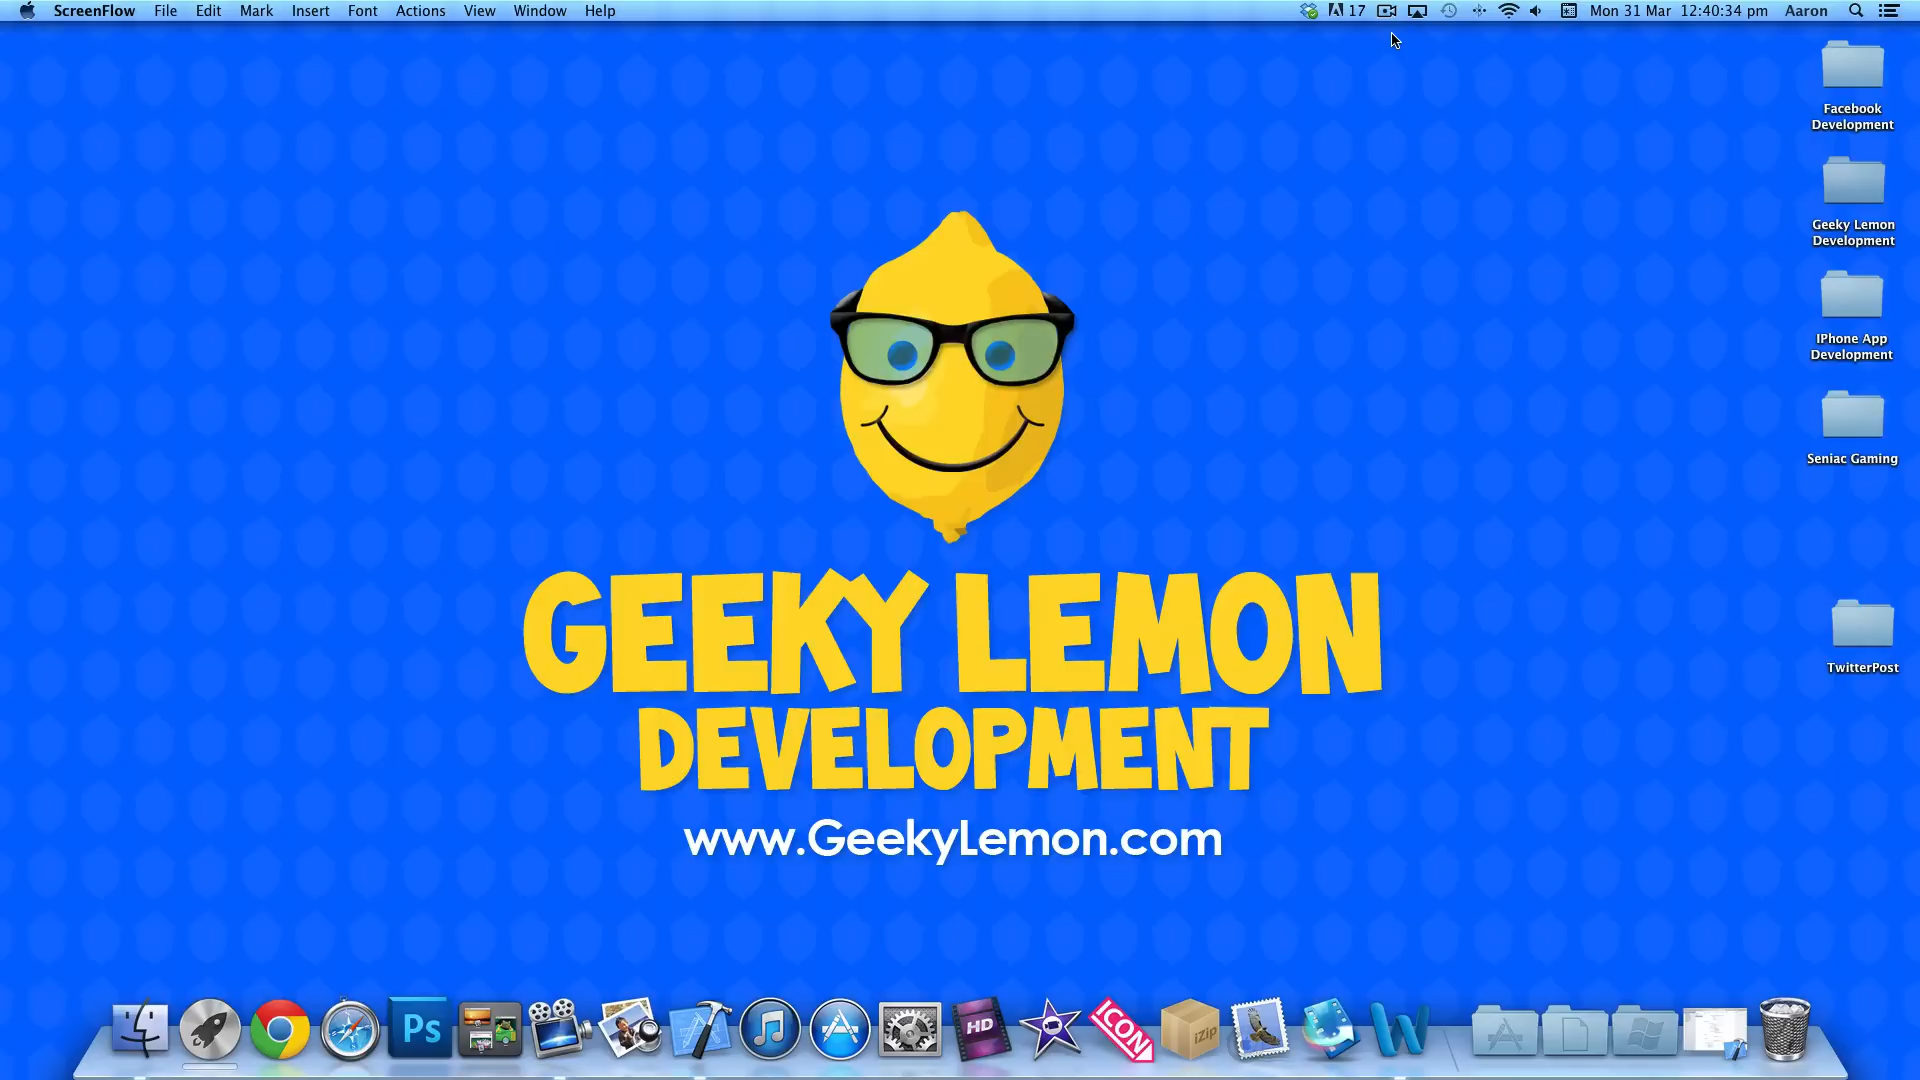 ScreenFlow File Edit Mark Insert Font Actions View Window Help 17 Mon 31 Mar 12:40:34 pm Aaron
Facebook
Development
Geeky Lemon
Development
IPhone App
Development
Seniac Gaming
TwitterPost
GEEKY LEMON
DEVELOPMENT
www.GeekyLemon.com
Ps
HD
ICON
iZip
W